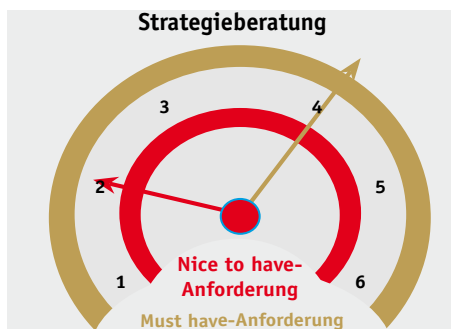 Strategieberatung
3
4
2
5
1
6
Nice to have-
Anforderung
Must have-Anforderung